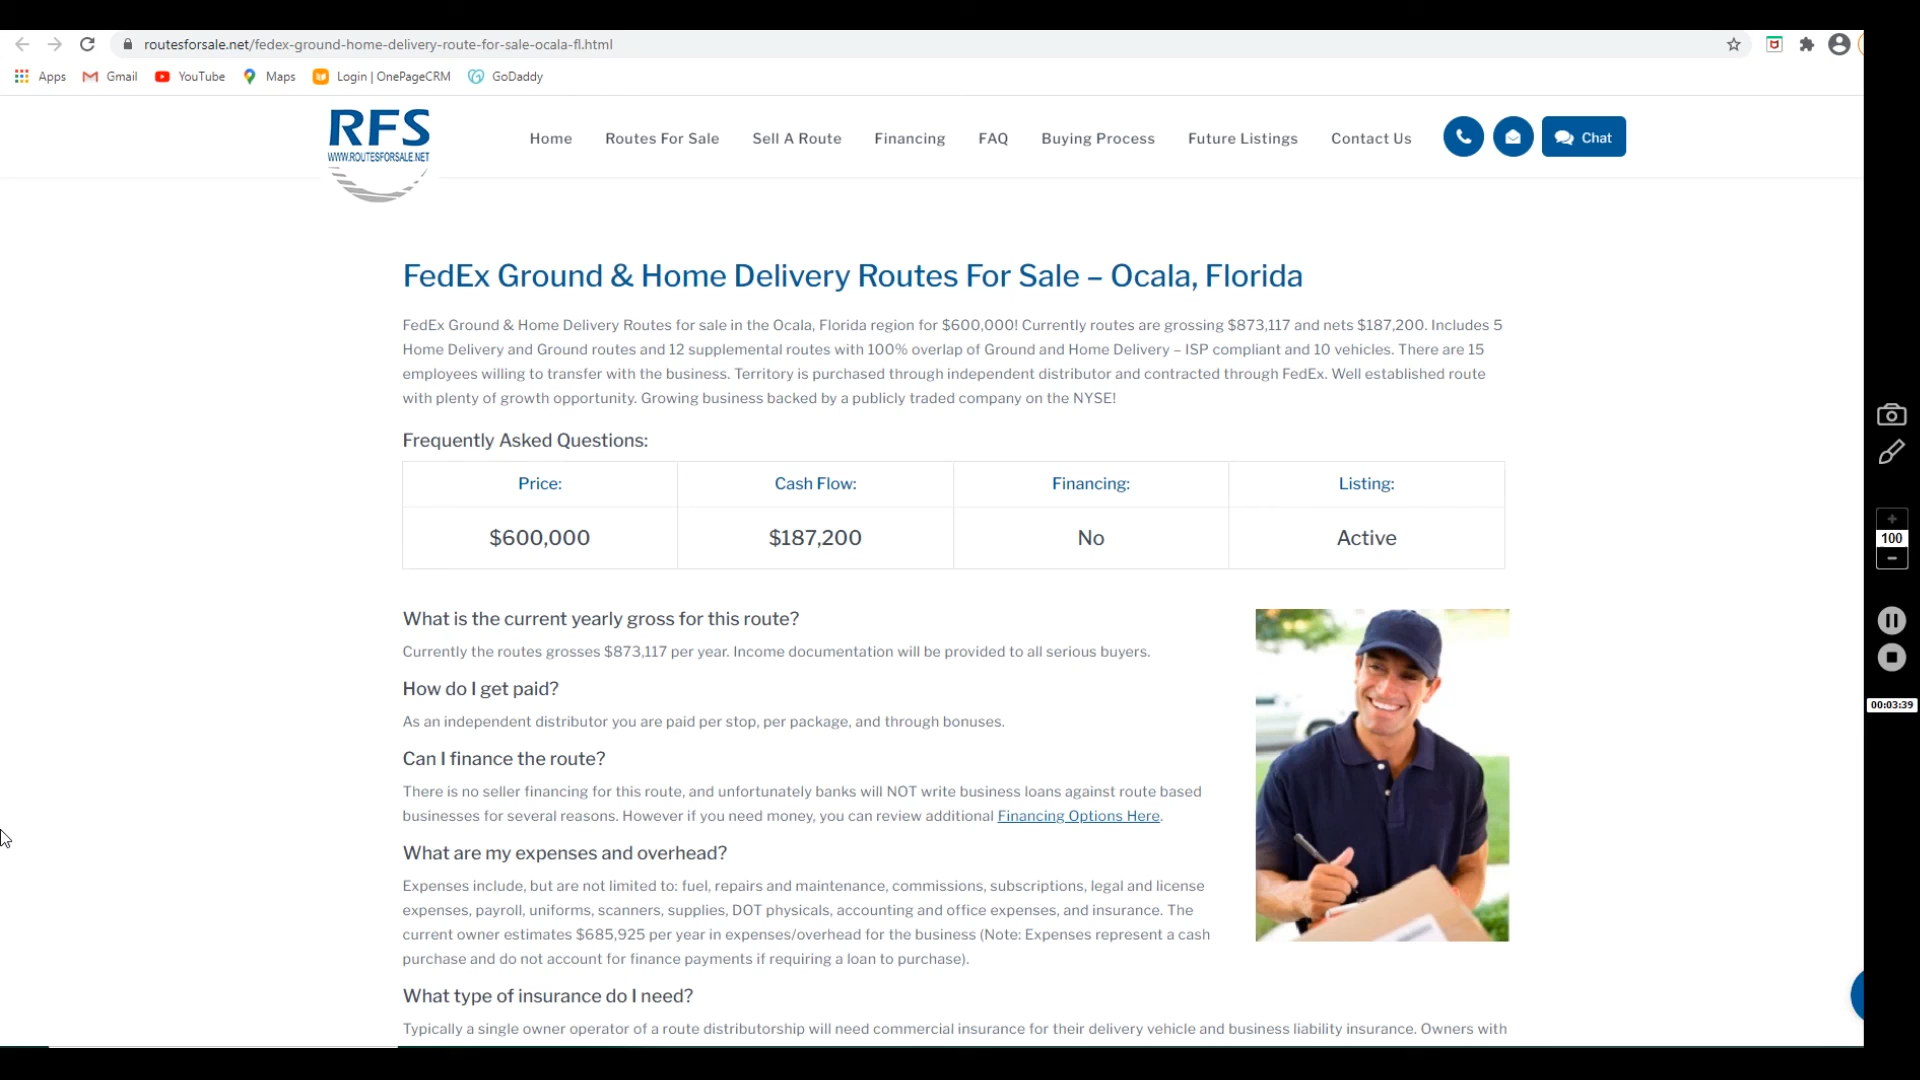 routesforsale.net/fedex-ground-home-delivery-route-for-sale-ocala-fl.html
Apps Gmail YouTube Maps Login | OnePageCRM GoDaddy
RFS
WWW.ROUTESFORSALE.NET
Home Routes For Sale Sell A Route Financing FAQ Buying Process Future Listings Contact Us Chat
FedEx Ground & Home Delivery Routes For Sale – Ocala, Florida
FedEx Ground & Home Delivery Routes for sale in the Ocala, Florida region for $600,000! Currently routes are grossing $873,117 and nets $187,200. Includes 5
Home Delivery and Ground routes and 12 supplemental routes with 100% overlap of Ground and Home Delivery – ISP compliant and 10 vehicles. There are 15
employees willing to transfer with the business. Territory is purchased through independent distributor and contracted through FedEx. Well established route
with plenty of growth opportunity. Growing business backed by a publicly traded company on the NYSE!
Frequently Asked Questions:
Price: Cash Flow: Financing: Listing:
$600,000 $187,200 No Active
What is the current yearly gross for this route?
Currently the routes grosses $873,117 per year. Income documentation will be provided to all serious buyers.
How do I get paid?
As an independent distributor you are paid per stop, per package, and through bonuses.
Can I finance the route?
There is no seller financing for this route, and unfortunately banks will NOT write business loans against route based
businesses for several reasons. However if you need money, you can review additional Financing Options Here.
What are my expenses and overhead?
Expenses include, but are not limited to: fuel, repairs and maintenance, commissions, subscriptions, legal and license
expenses, payroll, uniforms, scanners, supplies, DOT physicals, accounting and office expenses, and insurance. The
current owner estimates $685,925 per year in expenses/overhead for the business (Note: Expenses represent a cash
purchase and do not account for finance payments if requiring a loan to purchase).
What type of insurance do I need?
Typically a single owner operator of a route distributorship will need commercial insurance for their delivery vehicle and business liability insurance. Owners with
100
00:03:39